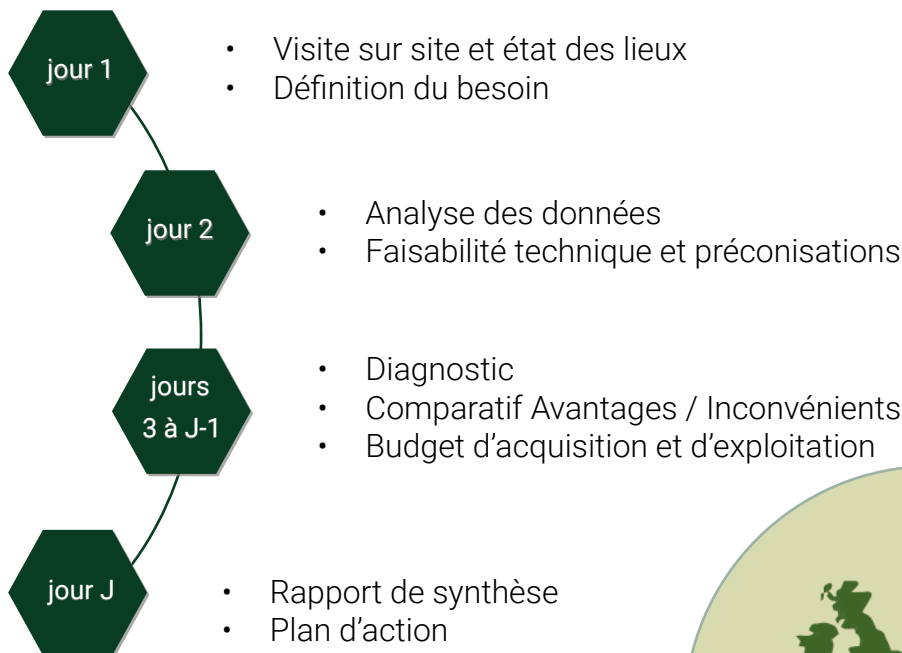 jour 1
• Visite sur site et état des lieux
• Définition du besoin
jour 2
• Analyse des données
• Faisabilité technique et préconisations
jours
3 à J-1
• Diagnostic
• Comparatif Avantages / Inconvénients
• Budget d’acquisition et d’exploitation
jour J
• Rapport de synthèse
• Plan d’action